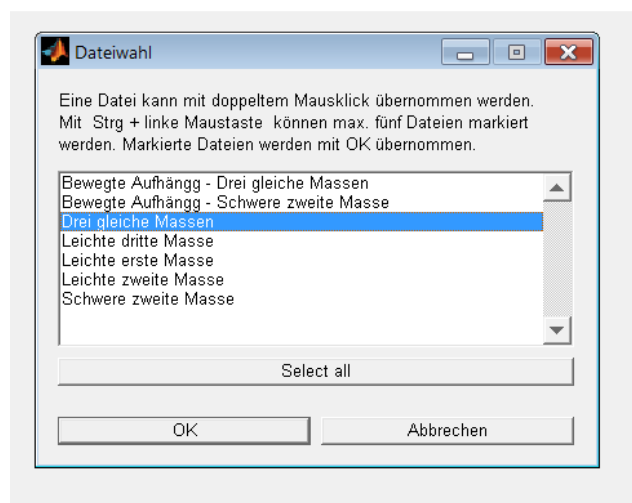 Dateiwahl
Eine Datei kann mit doppeltem Mausklick übernommen werden.
Mit Strg + linke Maustaste können max. fünf Dateien markiert
werden. Markierte Dateien werden mit OK übernommen.
Bewegte Aufhängg - Drei gleiche Massen
Bewegte Aufhängg - Schwere zweite Masse
Drei gleiche Massen
Leichte dritte Masse
Leichte erste Masse
Leichte zweite Masse
Schwere zweite Masse
Select all
OK Abbrechen